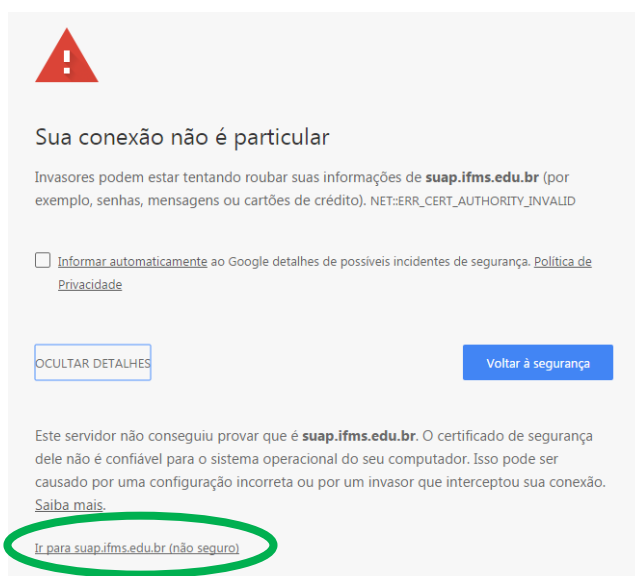 Sua conexão não é particular
Invasores podem estar tentando roubar suas informações de suap.ifms.edu.br (por
exemplo, senhas, mensagens ou cartões de crédito). NET::ERR_CERT_AUTHORITY_INVALID
Informar automaticamente ao Google detalhes de possíveis incidentes de segurança. Política de
Privacidade
OCULTAR DETALHES
Voltar à segurança
Este servidor não conseguiu provar que é suap.ifms.edu.br. O certificado de segurança
dele não é confiável para o sistema operacional do seu computador. Isso pode ser
causado por uma configuração incorreta ou por um invasor que interceptou sua conexão.
Saiba mais.
Ir para suap.ifms.edu.br (não seguro)